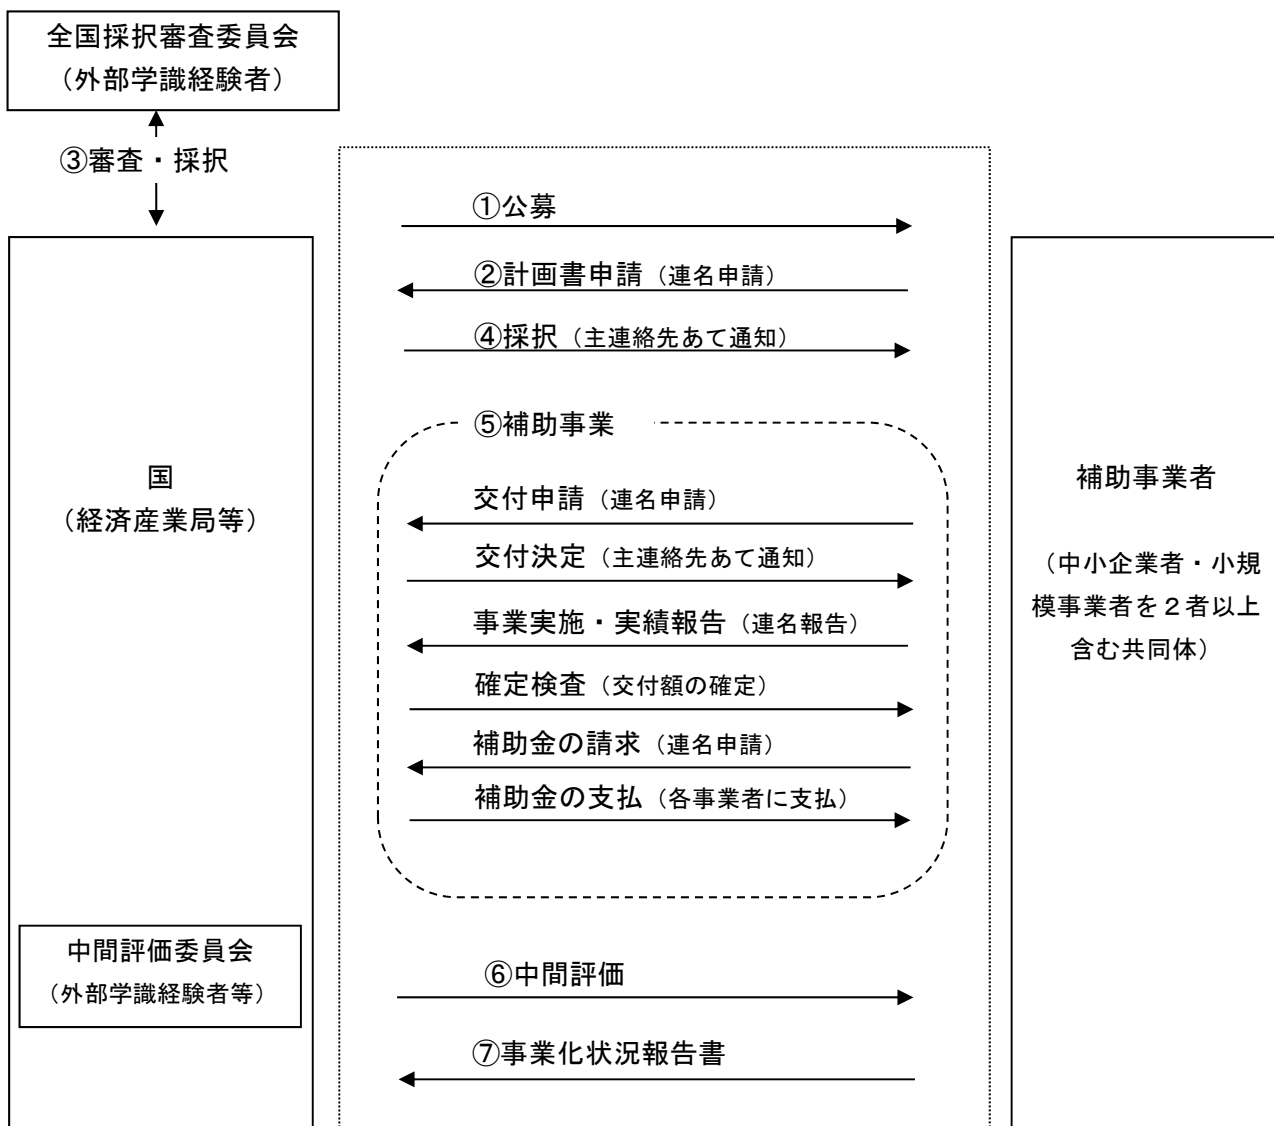 全国採択審査委員会
（外部学識経験者）
③審査・採択
①公募
②計画書申請（連名申請）
④採択（主連絡先あて通知）
⑤補助事業
国
（経済産業局等）
交付申請（連名申請）
交付決定（主連絡先あて通知）
事業実施・実績報告（連名報告）
確定検査（交付額の確定）
補助金の請求（連名申請）
補助金の支払（各事業者に支払）
補助事業者
（中小企業者・小規
模事業者を２者以上
含む共同体）
中間評価委員会
（外部学識経験者等）
⑥中間評価
⑦事業化状況報告書